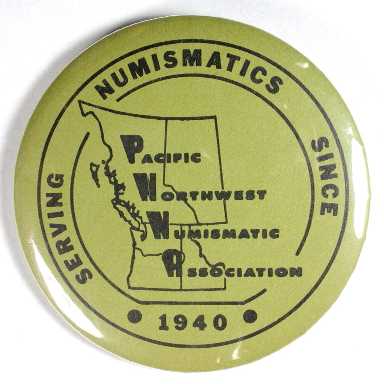 SERVING NUMISMATICS SINCE
PACIFIC
NORTHWEST
NUMISMATIC
ASSOCIATION
• 1940 •